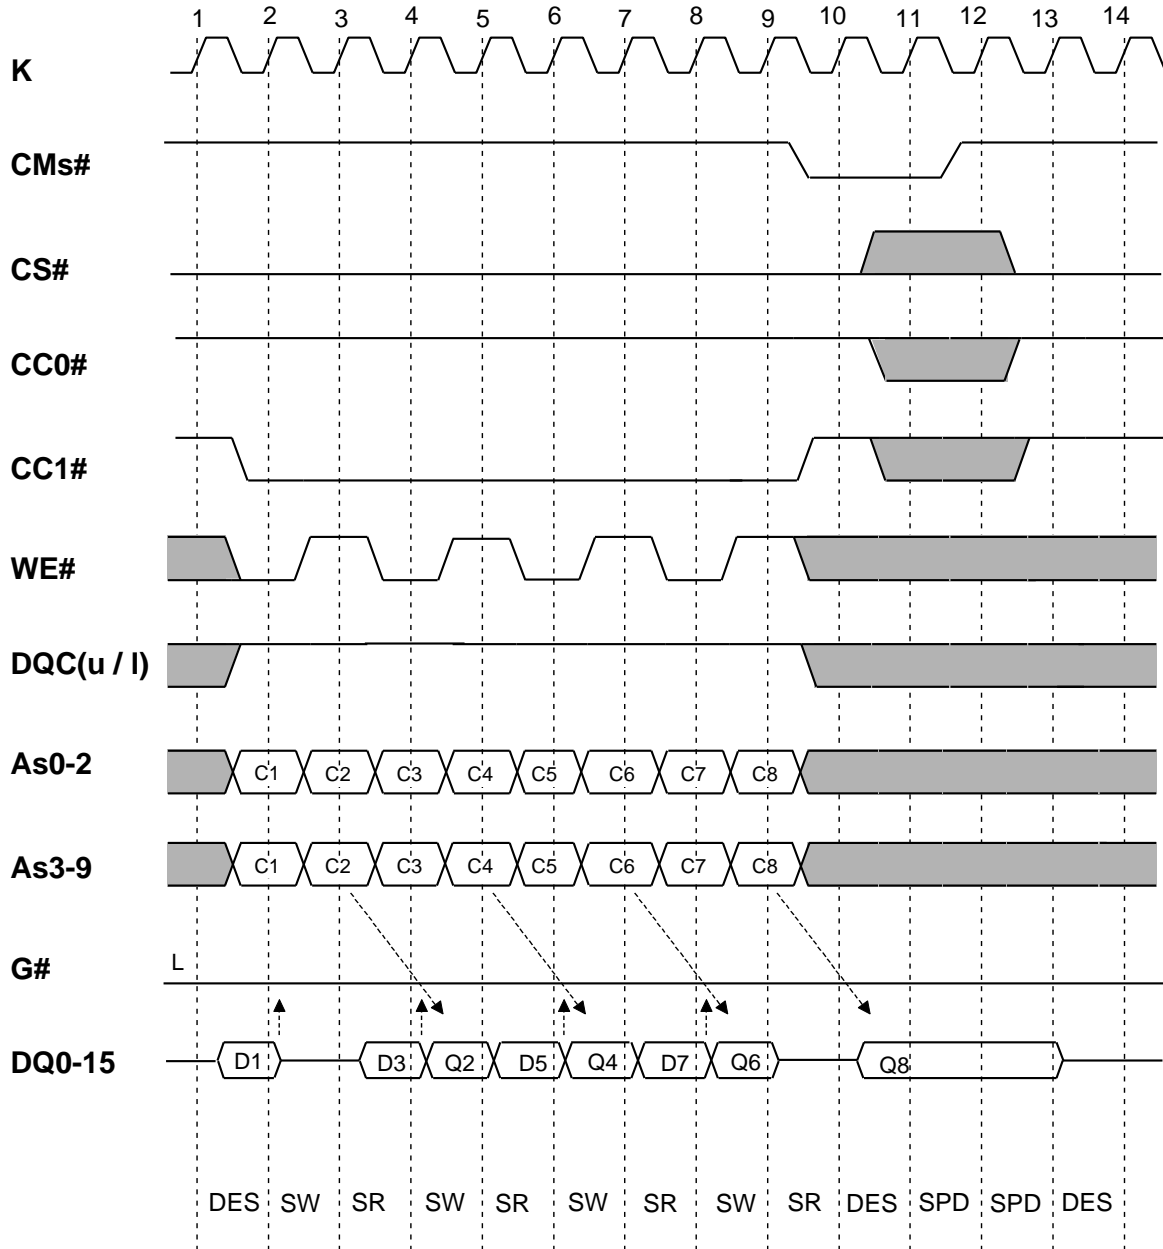 1 2 3 4 5 6 7 8 9 10 11 12 13 14
K
CMs#
CS#
CC0#
CC1#
WE#
DQC(u / l)
As0-2 C1 C2 C3 C4 C5 C6 C7 C8
As3-9 C1 C2 C3 C4 C5 C6 C7 C8
G# L
DQ0-15 D1 D3 Q2 D5 Q4 D7 Q6 Q8
DES SW SR SW SR SW SR SW SR DES SPD SPD DES